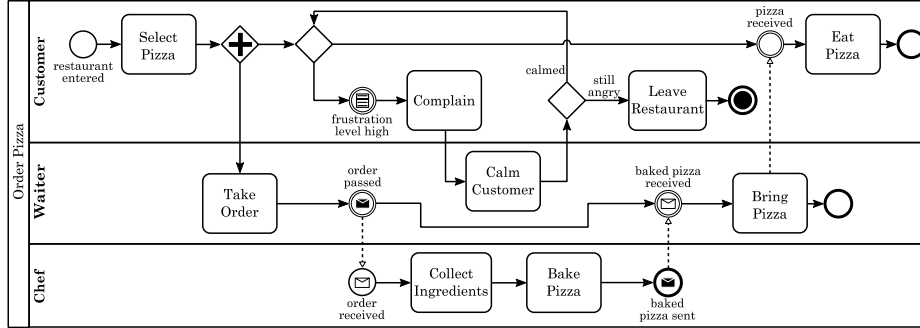 Order Pizza
Customer
restaurant
entered
Select
Pizza
frustration
level high
Complain
calmed
still
angry
Leave
Restaurant
pizza
received
Eat
Pizza
Waiter
Take
Order
order
passed
Calm
Customer
baked pizza
received
Bring
Pizza
Chef
order
received
Collect
Ingredients
Bake
Pizza
baked
pizza sent